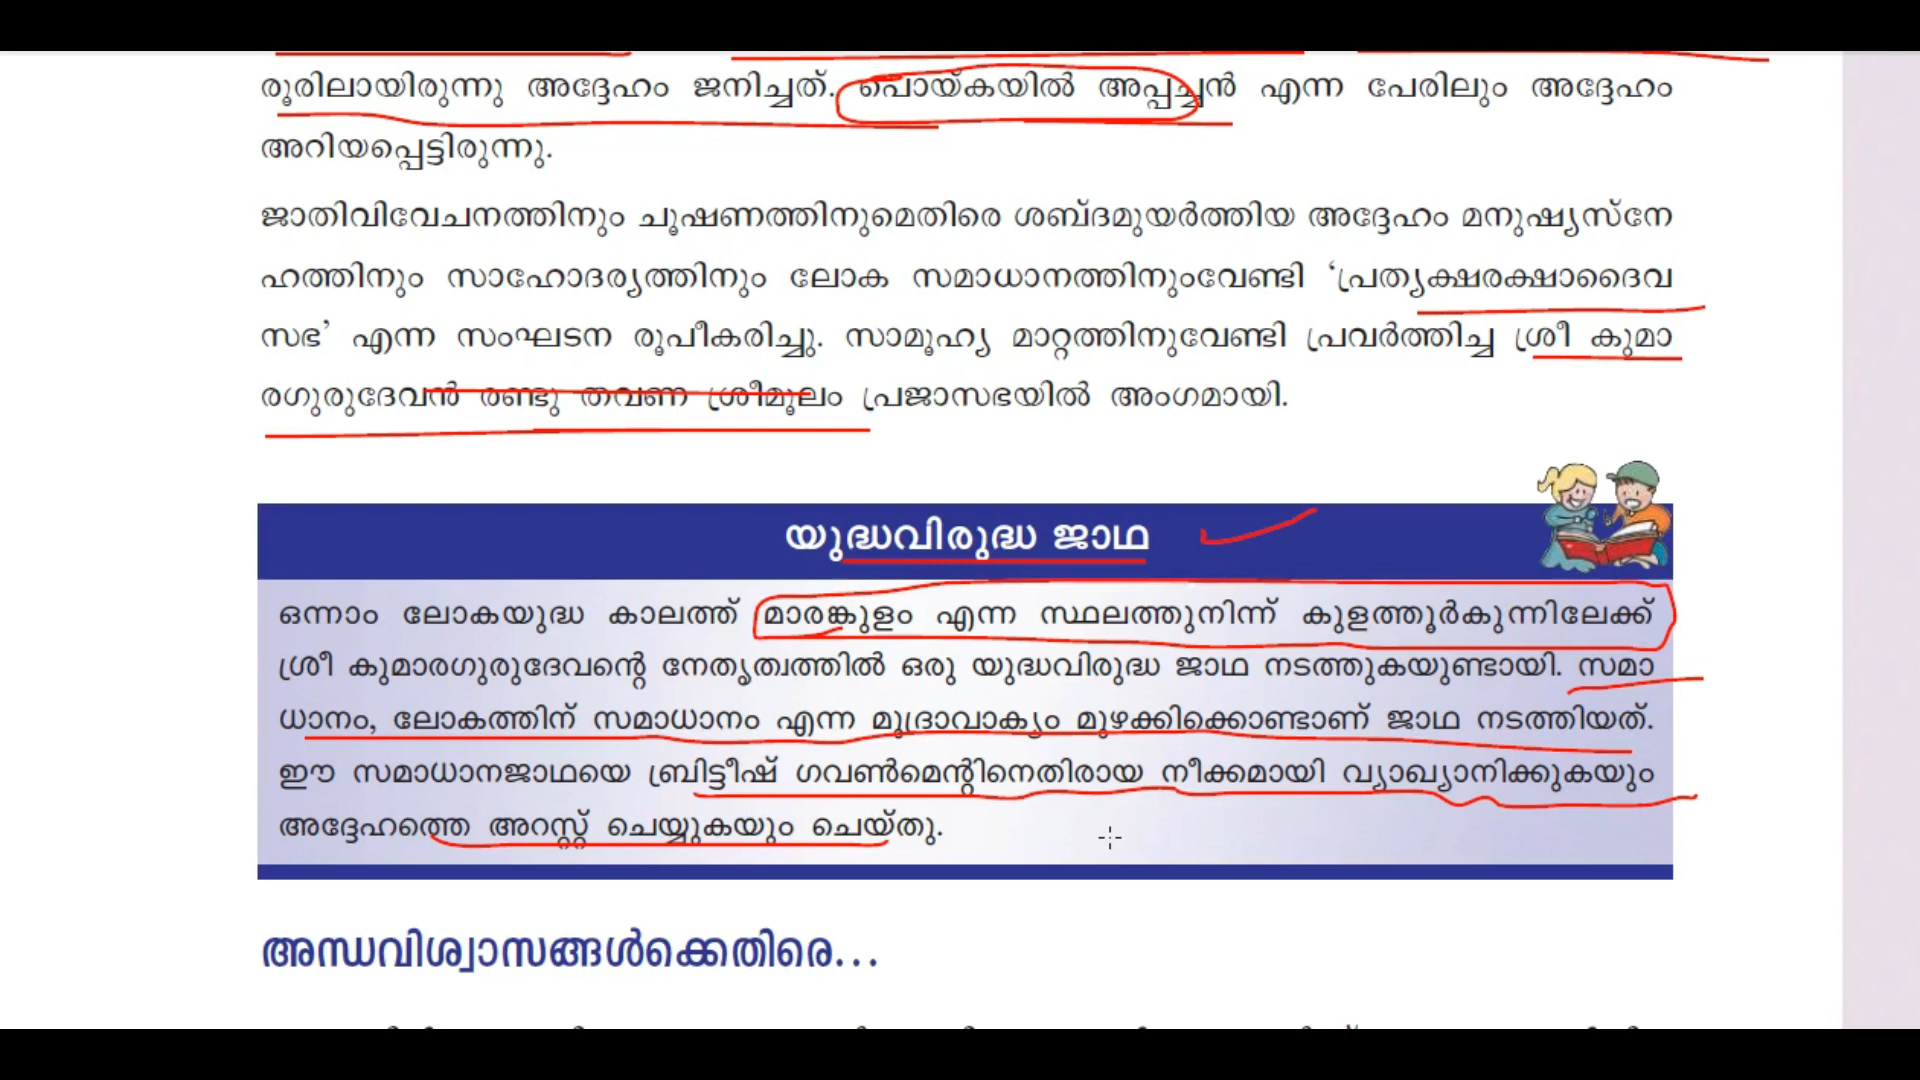 രൂരിലായിരുന്നു അദ്ദേഹം ജനിച്ചത്. പൊയ്കയിൽ അപ്പച്ചൻ എന്ന പേരിലും അദ്ദേഹം
അറിയപ്പെട്ടിരുന്നു.
ജാതിവിവേചനത്തിനും ചൂഷണത്തിനുമെതിരെ ശബ്ദമുയർത്തിയ അദ്ദേഹം മനുഷ്യസ്നേ
ഹത്തിനും സാഹോദര്യത്തിനും ലോക സമാധാനത്തിനുംവേണ്ടി ‘പ്രത്യക്ഷരക്ഷാദൈവ
സഭ’ എന്ന സംഘടന രൂപീകരിച്ചു. സാമൂഹ്യ മാറ്റത്തിനുവേണ്ടി പ്രവർത്തിച്ച ശ്രീ കുമാ
രഗുരുദേവൻ രണ്ടു തവണ ശ്രീമൂലം പ്രജാസഭയിൽ അംഗമായി.
യുദ്ധവിരുദ്ധ ജാഥ
ഒന്നാം ലോകയുദ്ധ കാലത്ത് മാരങ്കുളം എന്ന സ്ഥലത്തുനിന്ന് കുളത്തൂർകുന്നിലേക്ക്
ശ്രീ കുമാരഗുരുദേവന്റെ നേതൃത്വത്തിൽ ഒരു യുദ്ധവിരുദ്ധ ജാഥ നടത്തുകയുണ്ടായി. സമാ
ധാനം, ലോകത്തിന് സമാധാനം എന്ന മുദ്രാവാക്യം മുഴക്കിക്കൊണ്ടാണ് ജാഥ നടത്തിയത്.
ഈ സമാധാനജാഥയെ ബ്രിട്ടീഷ് ഗവൺമെന്റിനെതിരായ നീക്കമായി വ്യാഖ്യാനിക്കുകയും
അദ്ദേഹത്തെ അറസ്റ്റ് ചെയ്യുകയും ചെയ്തു.
അന്ധവിശ്വാസങ്ങൾക്കെതിരെ...